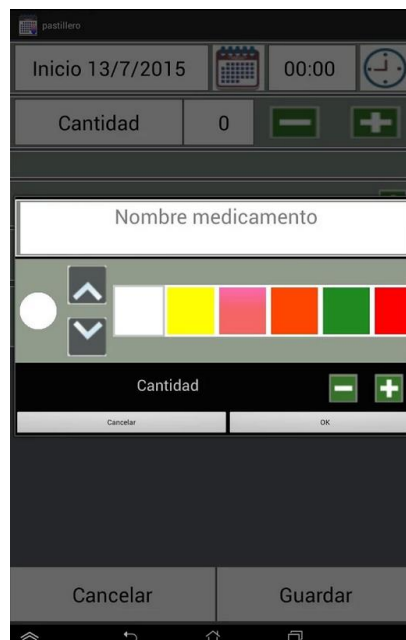 pastillero
Inicio 13/7/2015 00:00
Cantidad 0
Nombre medicamento
Cantidad
Cancelar OK
Cancelar Guardar